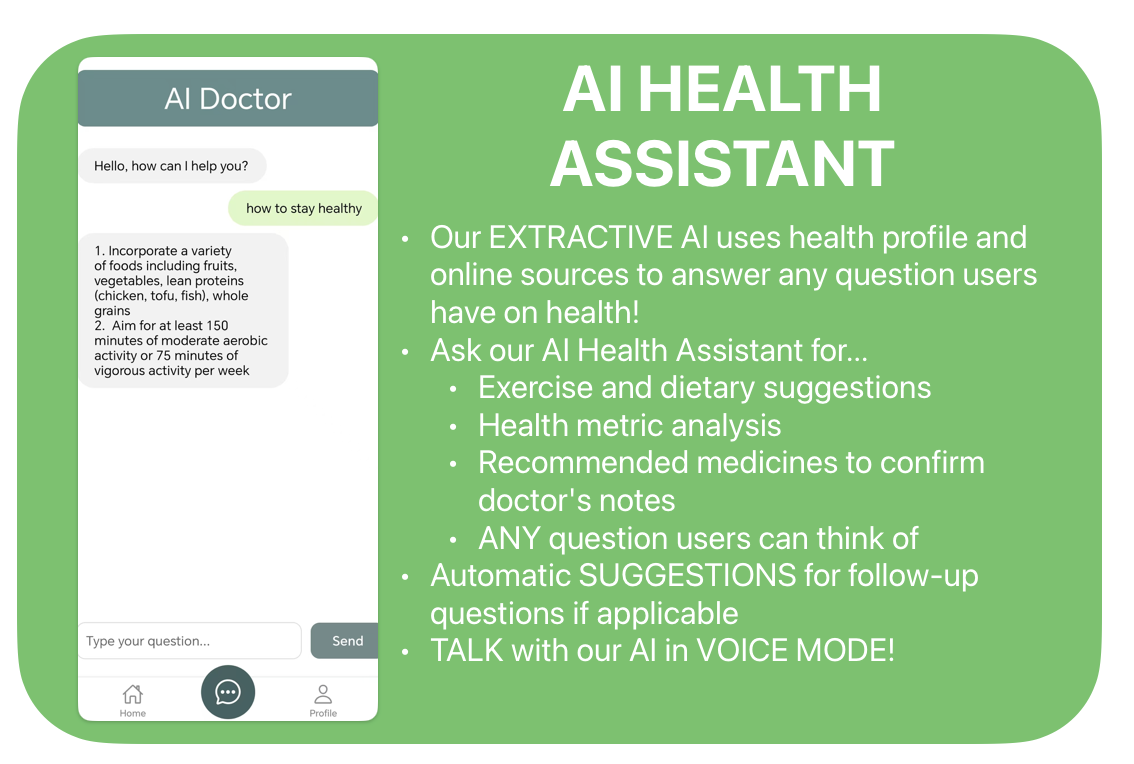 AI Doctor
Hello, how can I help you?
how to stay healthy
1. Incorporate a variety
of foods including fruits,
vegetables, lean proteins
(chicken, tofu, fish), whole
grains
2.  Aim for at least 150
minutes of moderate aerobic
activity or 75 minutes of
vigorous activity per week
Type your question...
Send
Home
Profile
AI HEALTH
ASSISTANT
• Our EXTRACTIVE AI uses health profile and
online sources to answer any question users
have on health!
• Ask our AI Health Assistant for...
• Exercise and dietary suggestions
• Health metric analysis
• Recommended medicines to confirm
doctor's notes
• ANY question users can think of
• Automatic SUGGESTIONS for follow-up
questions if applicable
• TALK with our AI in VOICE MODE!